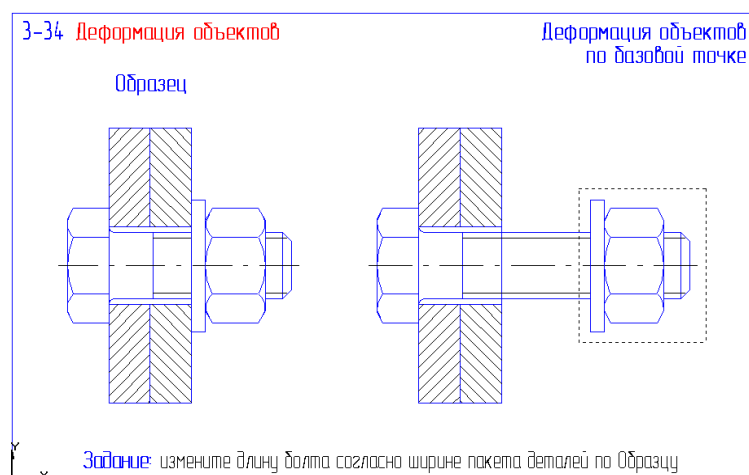 3-34 Деформация объектов
Деформация объектов
по базовой точке
Образец
Y
X
Задание: измените длину болта согласно ширине пакета деталей по Образцу